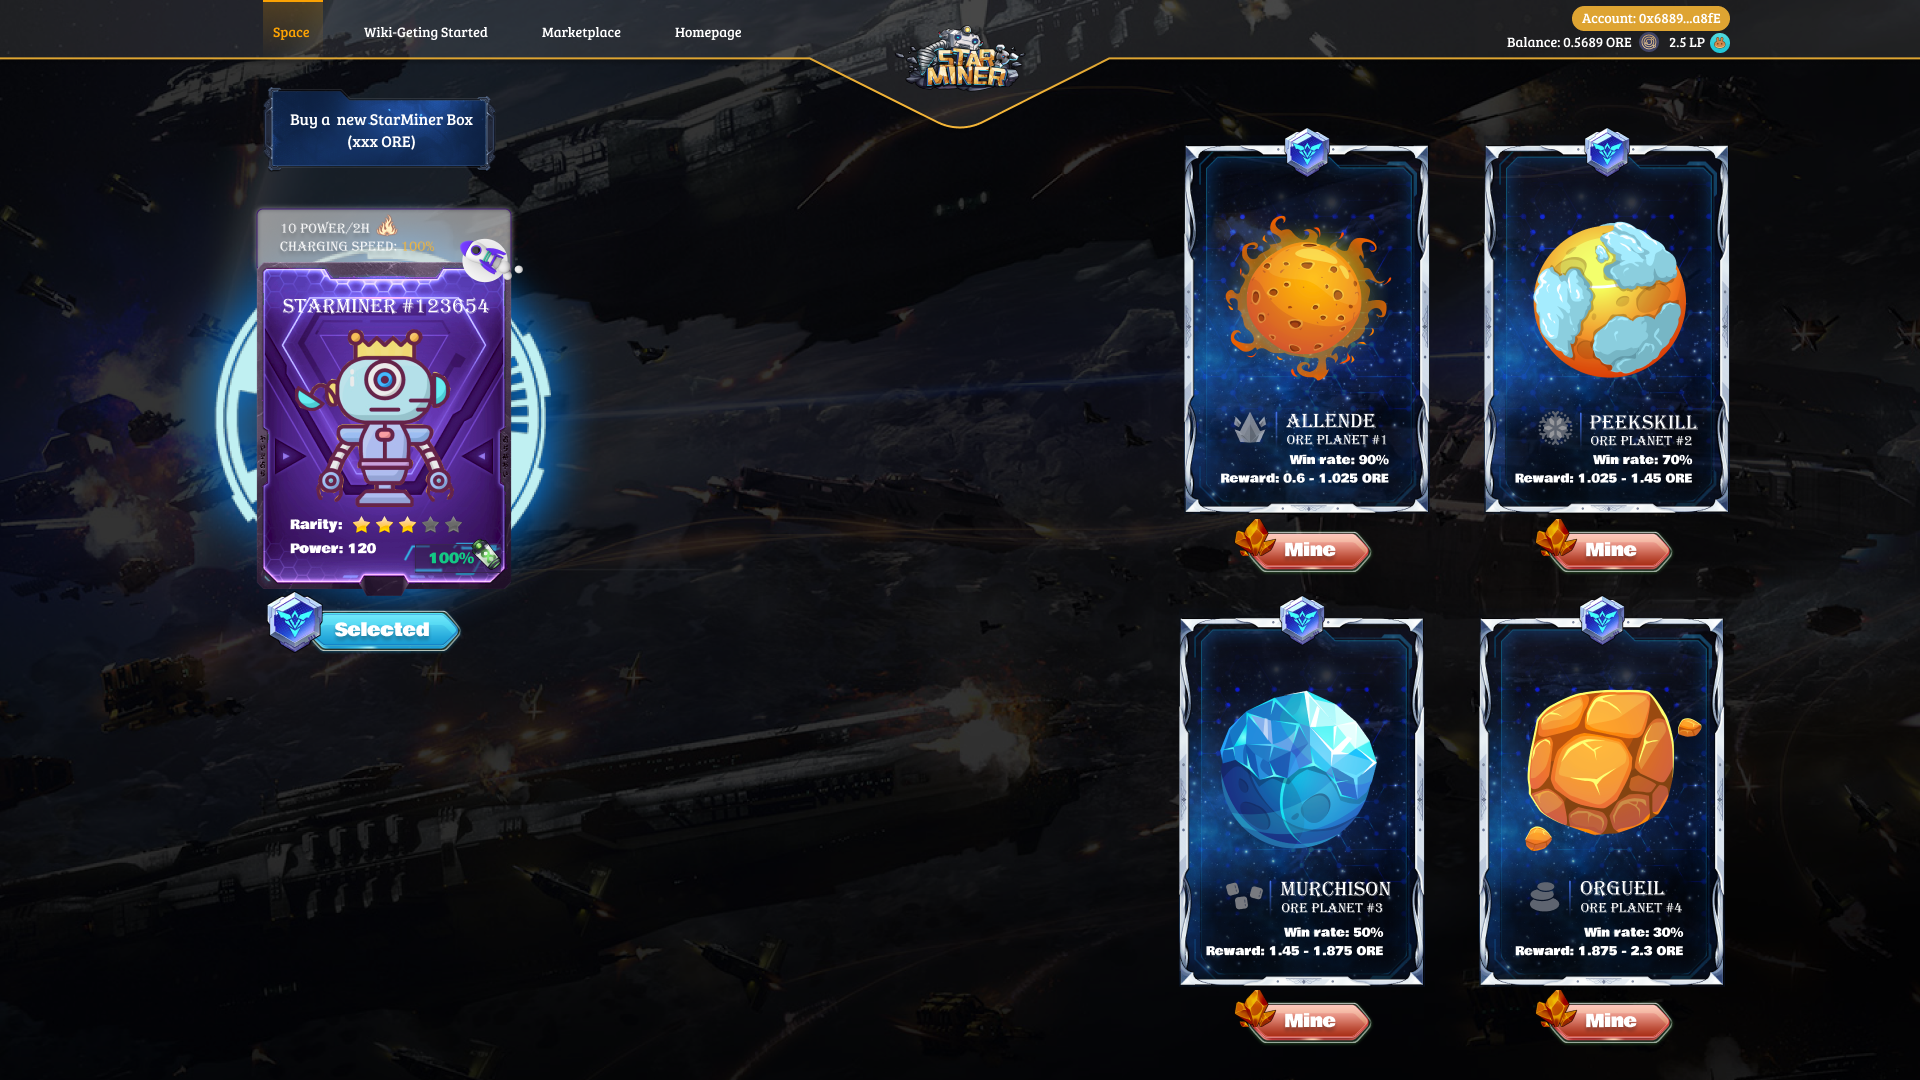 Space
Wiki-Geting Started
Marketplace
Homepage
STAR
MINER
Account: 0x6889...a8fE
Balance: 0.5689 ORE
2.5 LP
Buy a new StarMiner Box
(xxx ORE)
10 POWER/2H
CHARGING SPEED: 100%
STARMINER #123654
Rarity:
Power: 120
100%
Selected
ALLENDE
ORE PLANET #1
Win rate: 90%
Reward: 0.6 - 1.025 ORE
Mine
PEEKSKILL
ORE PLANET #2
Win rate: 70%
Reward: 1.025 - 1.45 ORE
Mine
MURCHISON
ORE PLANET #3
Win rate: 50%
Reward: 1.45 - 1.875 ORE
Mine
ORGUEIL
ORE PLANET #4
Win rate: 30%
Reward: 1.875 - 2.3 ORE
Mine